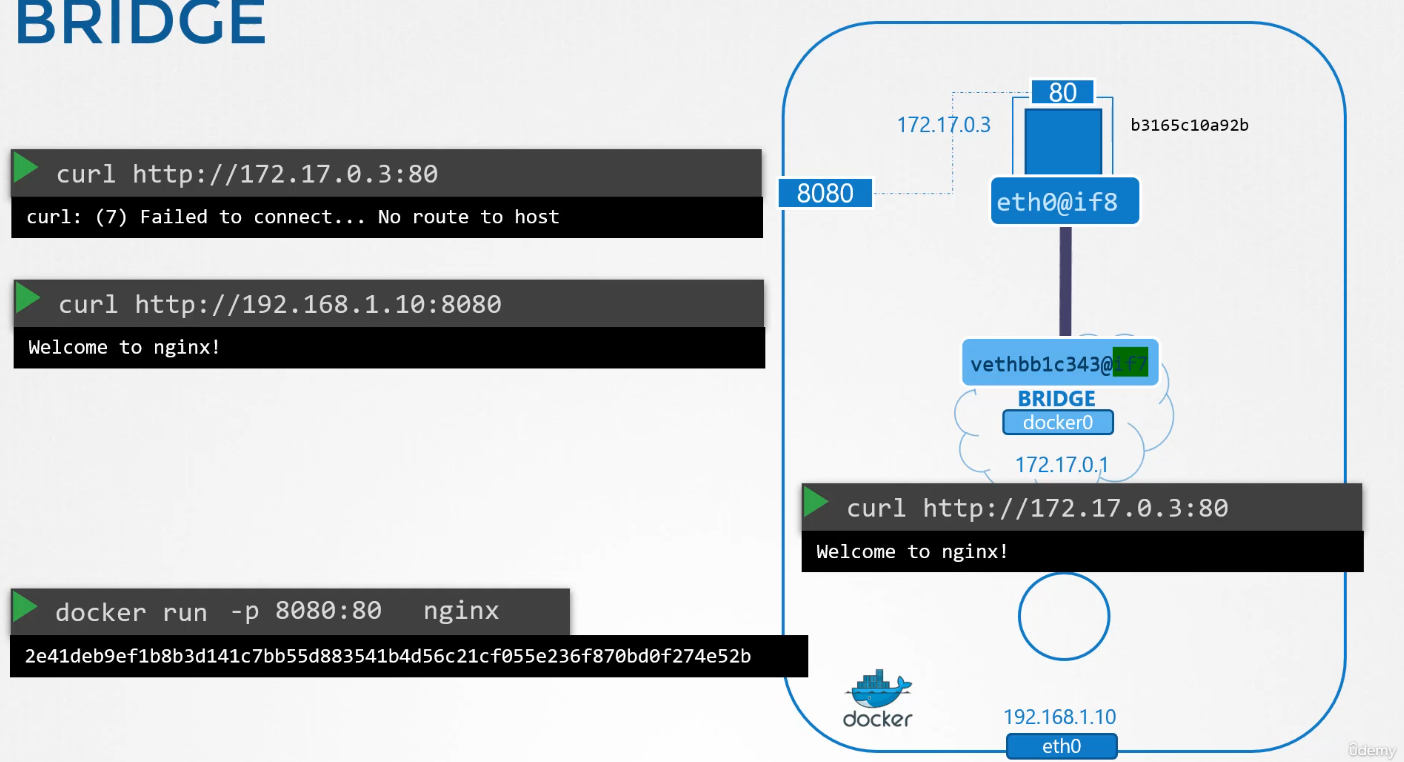 BRIDGE
curl http://172.17.0.3:80
curl: (7) Failed to connect... No route to host
curl http://192.168.1.10:8080
Welcome to nginx!
docker run -p 8080:80 nginx
2e41deb9ef1b8b3d141c7bb55d883541b4d56c21cf055e236f870bd0f274e52b
80
172.17.0.3
b3165c10a92b
8080
eth0@if8
vethbb1c343@if7
BRIDGE
docker0
172.17.0.1
curl http://172.17.0.3:80
Welcome to nginx!
docker
192.168.1.10
eth0
ûdemy